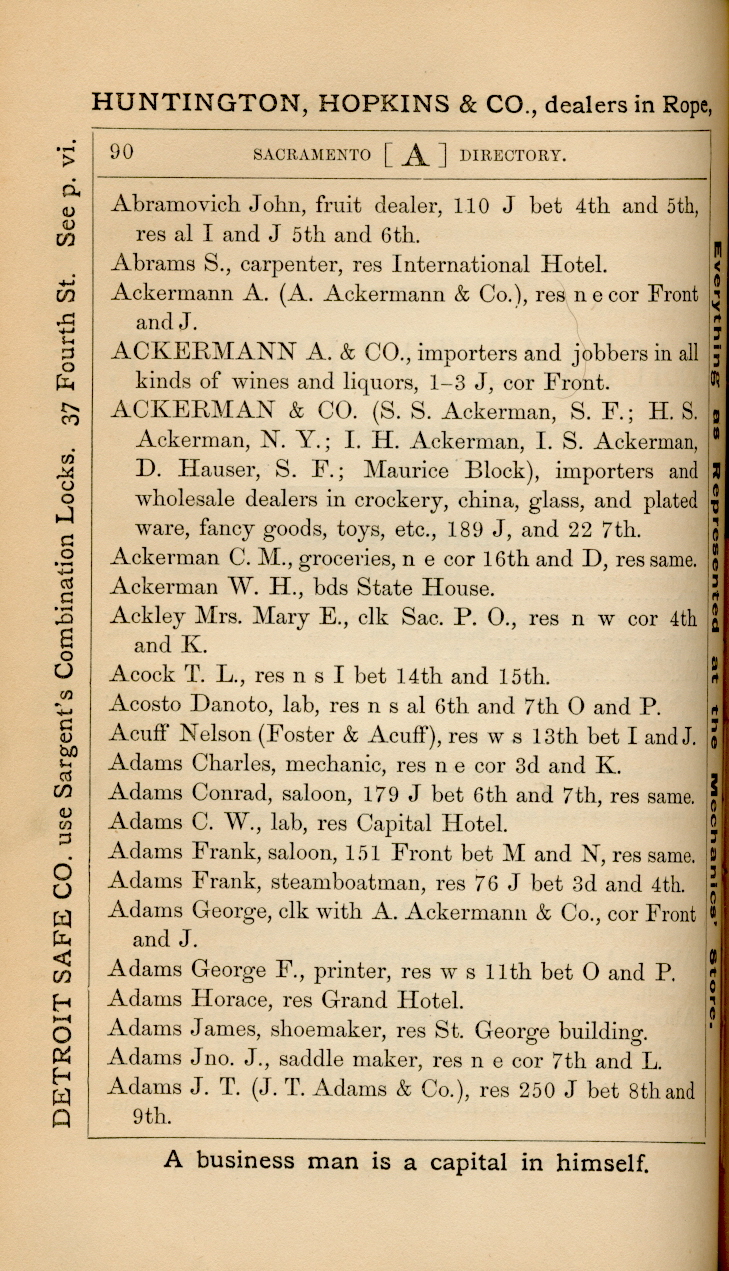 HUNTINGTON, HOPKINS & CO., dealers in Rope,
90 SACRAMENTO [ A ] DIRECTORY.
Abramovich John, fruit dealer, 110 J bet 4th and 5th,
res al I and J 5th and 6th.
Abrams S., carpenter, res International Hotel.
Ackermann A. (A. Ackermann & Co.), res n e cor Front
and J.
ACKERMANN A. & CO., importers and jobbers in all
kinds of wines and liquors, 1-3 J, cor Front.
ACKERMAN & CO. (S. S. Ackerman, S. F.; H. S.
Ackerman, N. Y.; I. H. Ackerman, I. S. Ackerman,
D. Hauser, S. F.; Maurice Block), importers and
wholesale dealers in crockery, china, glass, and plated
ware, fancy goods, toys, etc., 189 J, and 22 7th.
Ackerman C. M., groceries, n e cor 16th and D, res same.
Ackerman W. H., bds State House.
Ackley Mrs. Mary E., clk Sac. P. O., res n w cor 4th
and K.
Acock T. L., res n s I bet 14th and 15th.
Acosto Danoto, lab, res n s al 6th and 7th O and P.
Acuff Nelson (Foster & Acuff), res w s 13th bet I and J.
Adams Charles, mechanic, res n e cor 3d and K.
Adams Conrad, saloon, 179 J bet 6th and 7th, res same.
Adams C. W., lab, res Capital Hotel.
Adams Frank, saloon, 151 Front bet M and N, res same.
Adams Frank, steamboatman, res 76 J bet 3d and 4th.
Adams George, clk with A. Ackermann & Co., cor Front
and J.
Adams George F., printer, res w s 11th bet O and P.
Adams Horace, res Grand Hotel.
Adams James, shoemaker, res St. George building.
Adams Jno. J., saddle maker, res n e cor 7th and L.
Adams J. T. (J. T. Adams & Co.), res 250 J bet 8th and
9th.
A business man is a capital in himself.
DETROIT SAFE CO. use Sargent's Combination Locks. 37 Fourth St. See p. vi.
Everything as Represented at the Mechanics' Store.